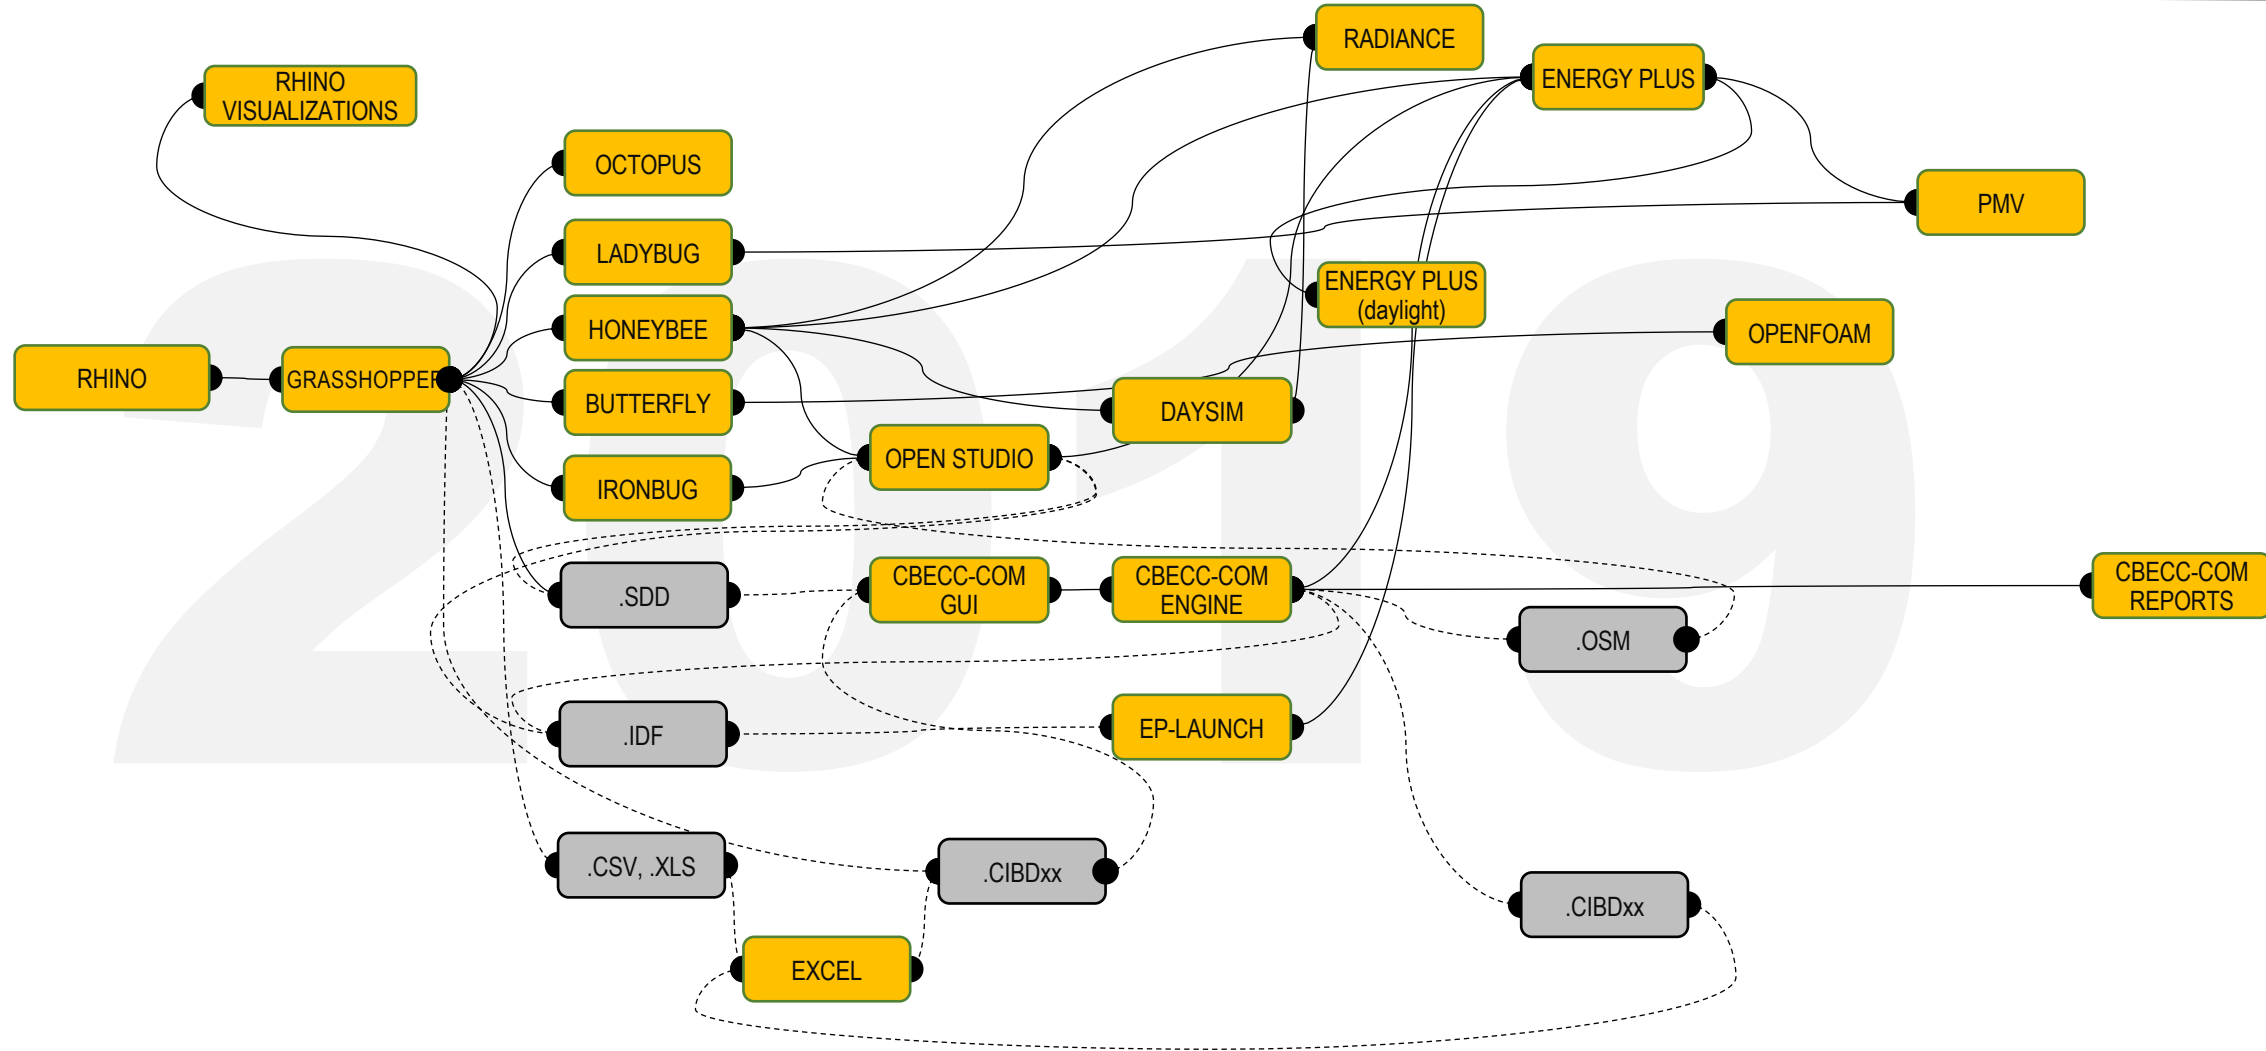 2019
RADIANCE
ENERGY PLUS
RHINO
VISUALIZATIONS
OCTOPUS
PMV
LADYBUG
ENERGY PLUS
(daylight)
HONEYBEE
OPENFOAM
RHINO
GRASSHOPPER
BUTTERFLY
DAYSIM
OPEN STUDIO
IRONBUG
.SDD
CBECC-COM
GUI
CBECC-COM
ENGINE
CBECC-COM
REPORTS
.OSM
.IDF
EP-LAUNCH
.CSV, .XLS
.CIBDxx
.CIBDxx
EXCEL